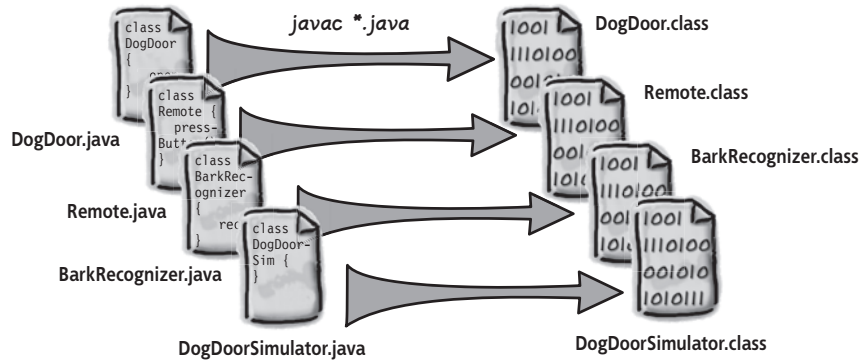 javac *.java
class
DogDoor
{
}
DogDoor.java
class
Remote {
press-
}
Remote.java
class
BarkRec-
ognizer
{
rec
}
BarkRecognizer.java
class
DogDoor-
Sim {
}
DogDoorSimulator.java
1001
1110100
DogDoor.class
1001
1110100
Remote.class
1001
BarkRecognizer.class
1001
1110100
001010
1010111
DogDoorSimulator.class